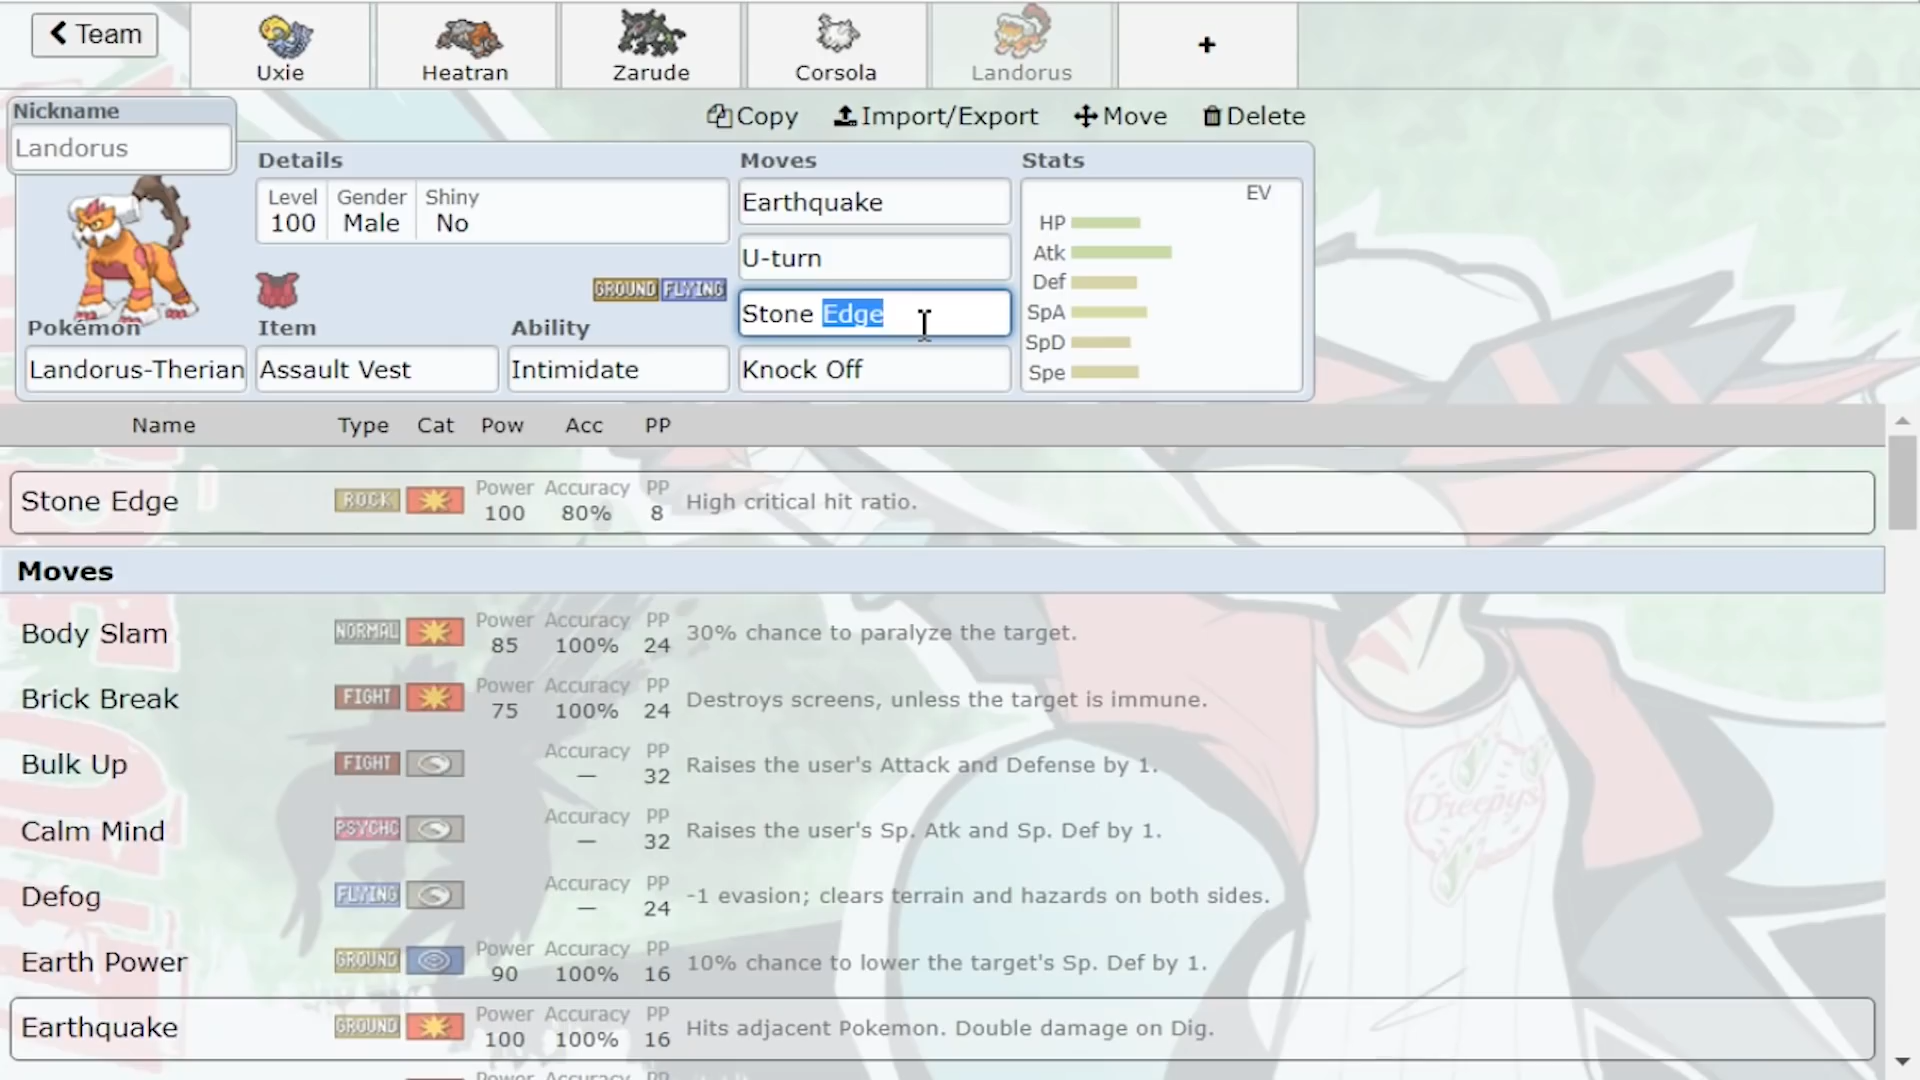 Team
Uxie
Heatran
Zarude
Corsola
Landorus
+
Nickname
Landorus
Copy
Import/Export
Move
Delete
Details
Moves
Stats
Level
Gender
Shiny
100
Male
No
Earthquake
U-turn
Stone Edge
Knock Off
EV
HP
Atk
Def
SpA
SpD
Spe
GROUND FLYING
Pokémon
Item
Ability
Landorus-Therian
Assault Vest
Intimidate
Name Type Cat Pow Acc PP
Stone Edge ROCK Power 100 Accuracy 80% PP 8 High critical hit ratio.
Moves
Body Slam NORMAL Power 85 Accuracy 100% PP 24 30% chance to paralyze the target.
Brick Break FIGHT Power 75 Accuracy 100% PP 24 Destroys screens, unless the target is immune.
Bulk Up FIGHT Accuracy — PP 32 Raises the user's Attack and Defense by 1.
Calm Mind PSYCHC Accuracy — PP 32 Raises the user's Sp. Atk and Sp. Def by 1.
Defog FLYING Accuracy — PP 24 -1 evasion; clears terrain and hazards on both sides.
Earth Power GROUND Power 90 Accuracy 100% PP 16 10% chance to lower the target's Sp. Def by 1.
Earthquake GROUND Power 100 Accuracy 100% PP 16 Hits adjacent Pokemon. Double damage on Dig.
Power Accuracy PP
Dreepys